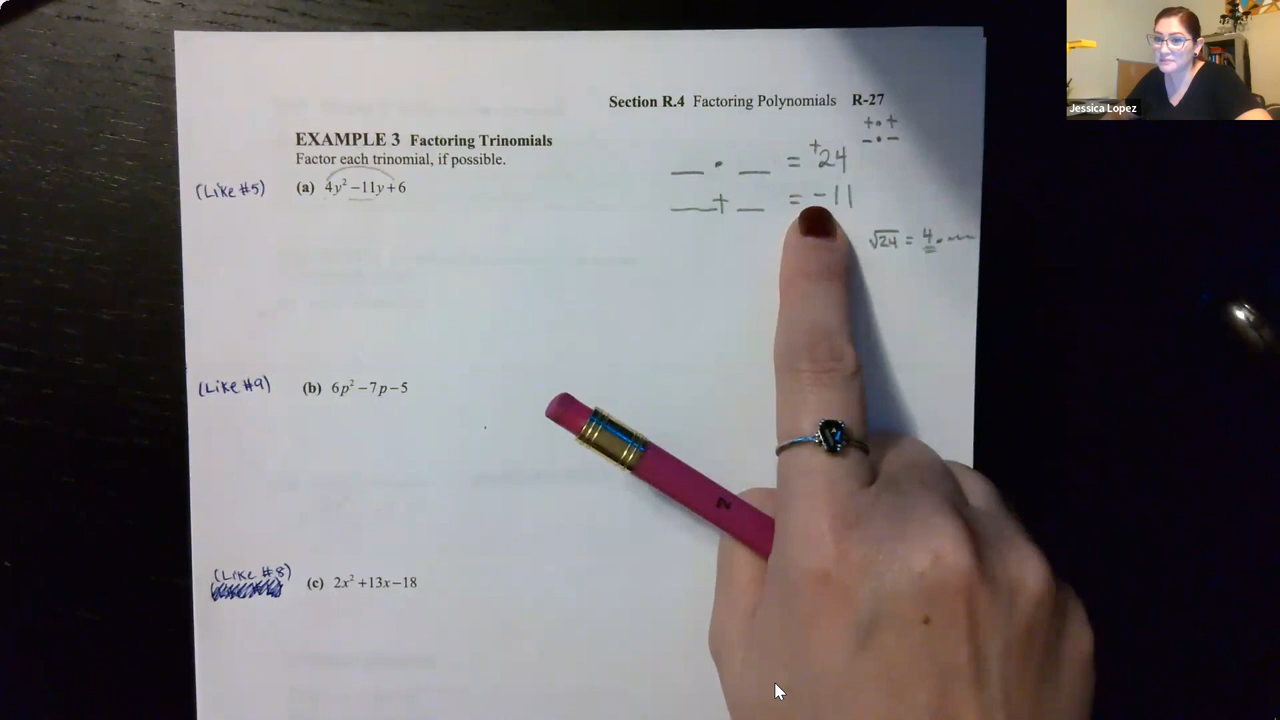 Jessica Lopez
Section R.4 Factoring Polynomials R-27
+•+
-•-
EXAMPLE 3 Factoring Trinomials
Factor each trinomial, if possible.
__ • __ = +24
(Like #5) (a) 4y² −11y+6
__ + __ = -11
√24 = 4.
(Like #9) (b) 6p² −7p−5
Z
(Like #8)
(c) 2x² +13x−18